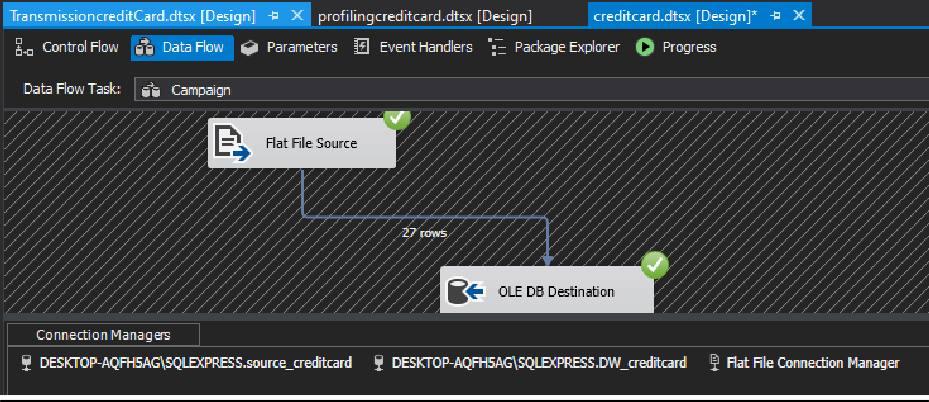 TransmissioncreditCard.dtsx [Design] profilingcreditcard.dtsx [Design] creditcard.dtsx [Design]*
Control Flow Data Flow Parameters Event Handlers Package Explorer Progress
Data Flow Task: Campaign
Flat File Source
27 rows
OLE DB Destination
Connection Managers
DESKTOP-AQFH5AG\SQLEXPRESS.source_creditcard DESKTOP-AQFH5AG\SQLEXPRESS.DW_creditcard Flat File Connection Manager